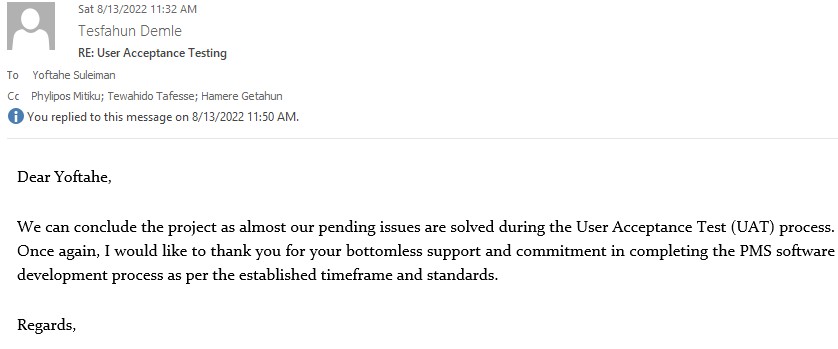 Sat 8/13/2022 11:32 AM
Tesfahun Demle
RE: User Acceptance Testing
To Yoftahe Suleiman
Cc Phylipos Mitiku; Tewahido Tafesse; Hamere Getahun
You replied to this message on 8/13/2022 11:50 AM.
Dear Yoftahe,
We can conclude the project as almost our pending issues are solved during the User Acceptance Test (UAT) process.
Once again, I would like to thank you for your bottomless support and commitment in completing the PMS software
development process as per the established timeframe and standards.
Regards,